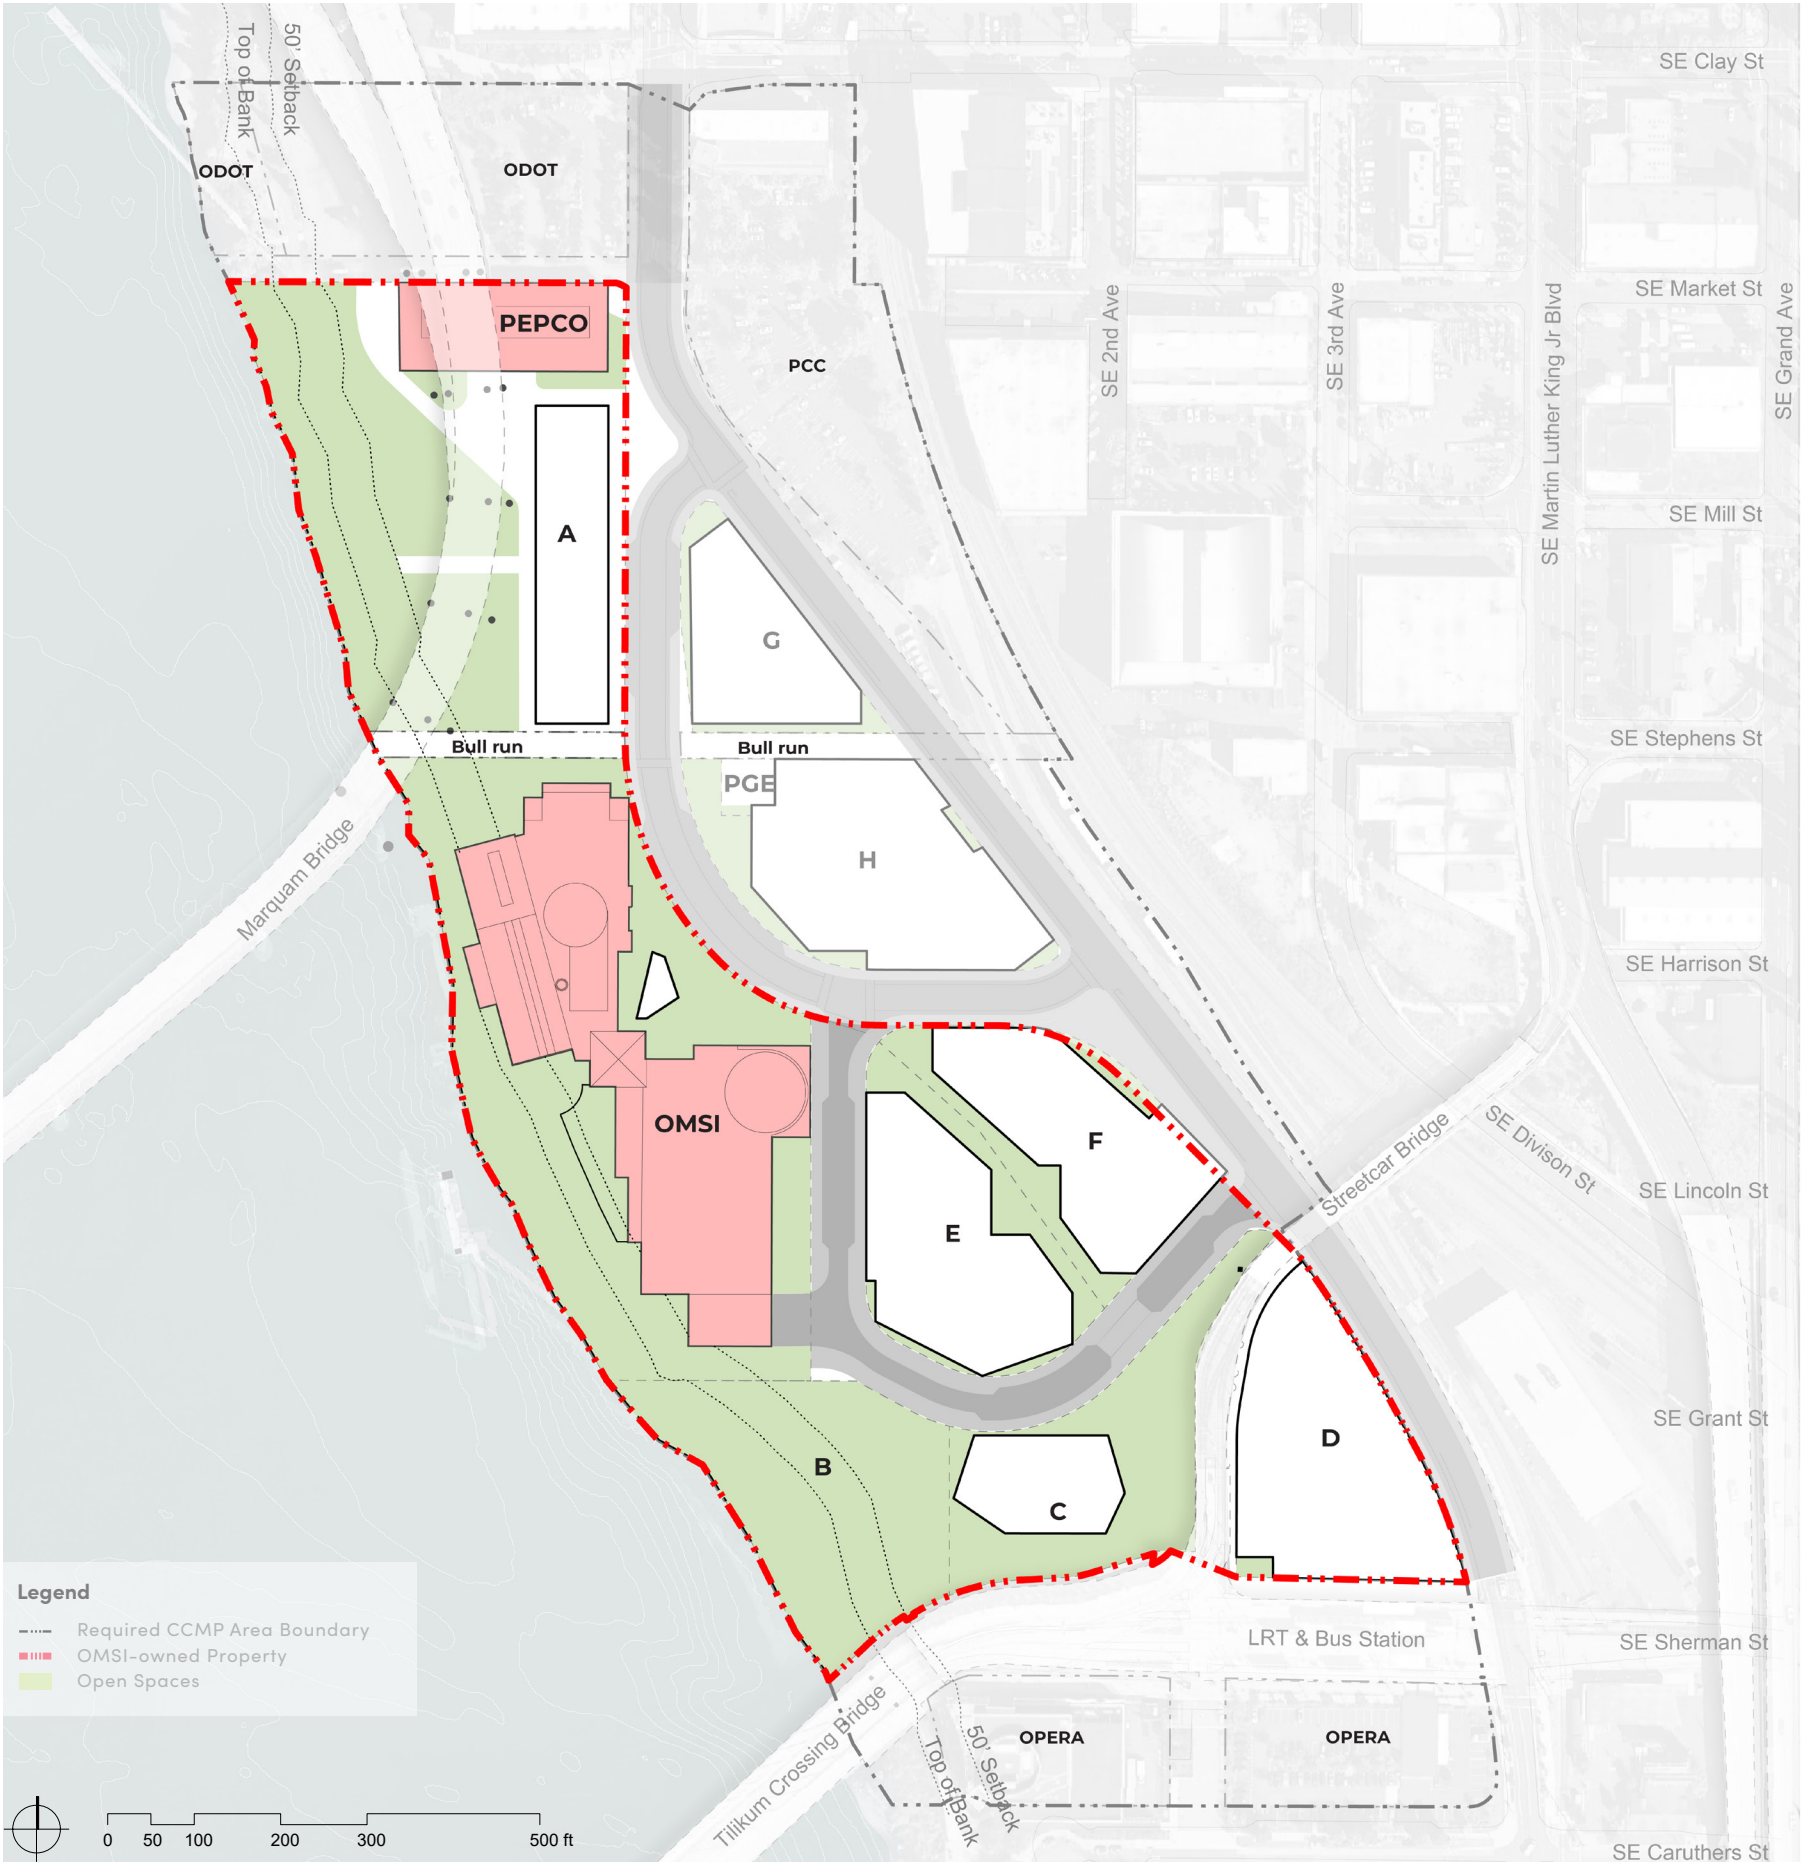 SE Clay St
50' Setback
Top of Bank
ODOT
ODOT
SE Market St
PEPCO
PCC
SE 2nd Ave
SE 3rd Ave
SE Martin Luther King Jr Blvd
SE Grand Ave
SE Mill St
A
G
SE Stephens St
Bull run
Bull run
PGE
H
Marquam Bridge
SE Harrison St
OMSI
F
E
Streetcar Bridge
SE Divison St
SE Lincoln St
SE Grant St
D
B
C
Legend
Required CCMP Area Boundary
OMSI-owned Property
Open Spaces
LRT & Bus Station
SE Sherman St
OPERA
OPERA
Tilikum Crossing Bridge
Top of Bank
50' Setback
0 50 100 200 300 500 ft
SE Caruthers St